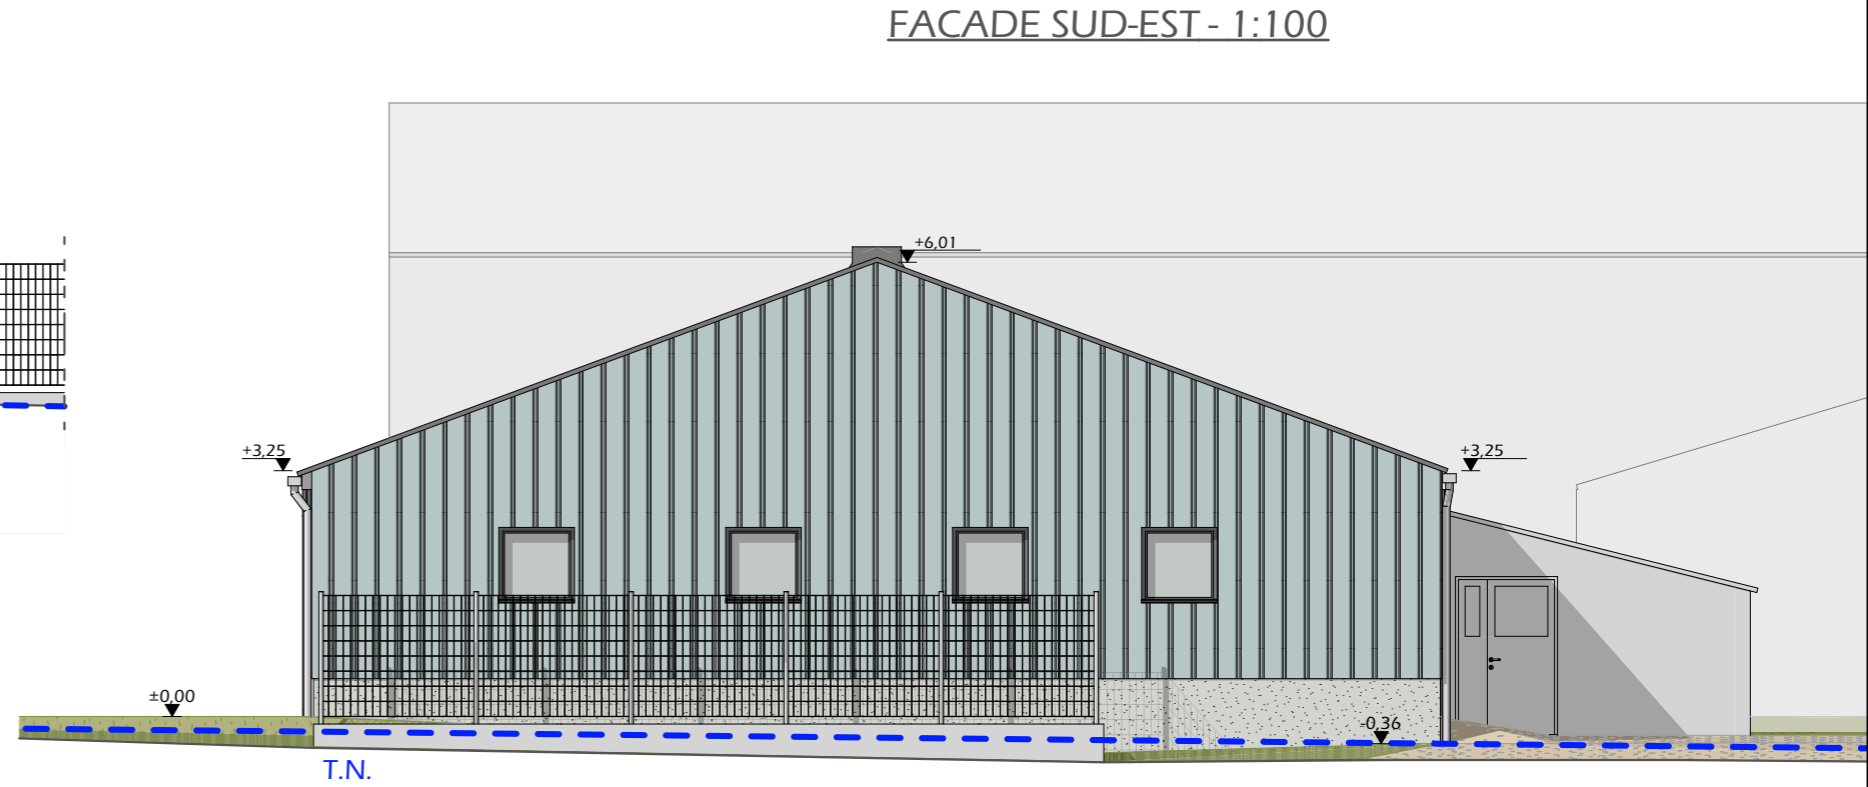 FACADE SUD-EST - 1:100
+6,01
+3,25
+3,25
±0,00
-0,36
T.N.